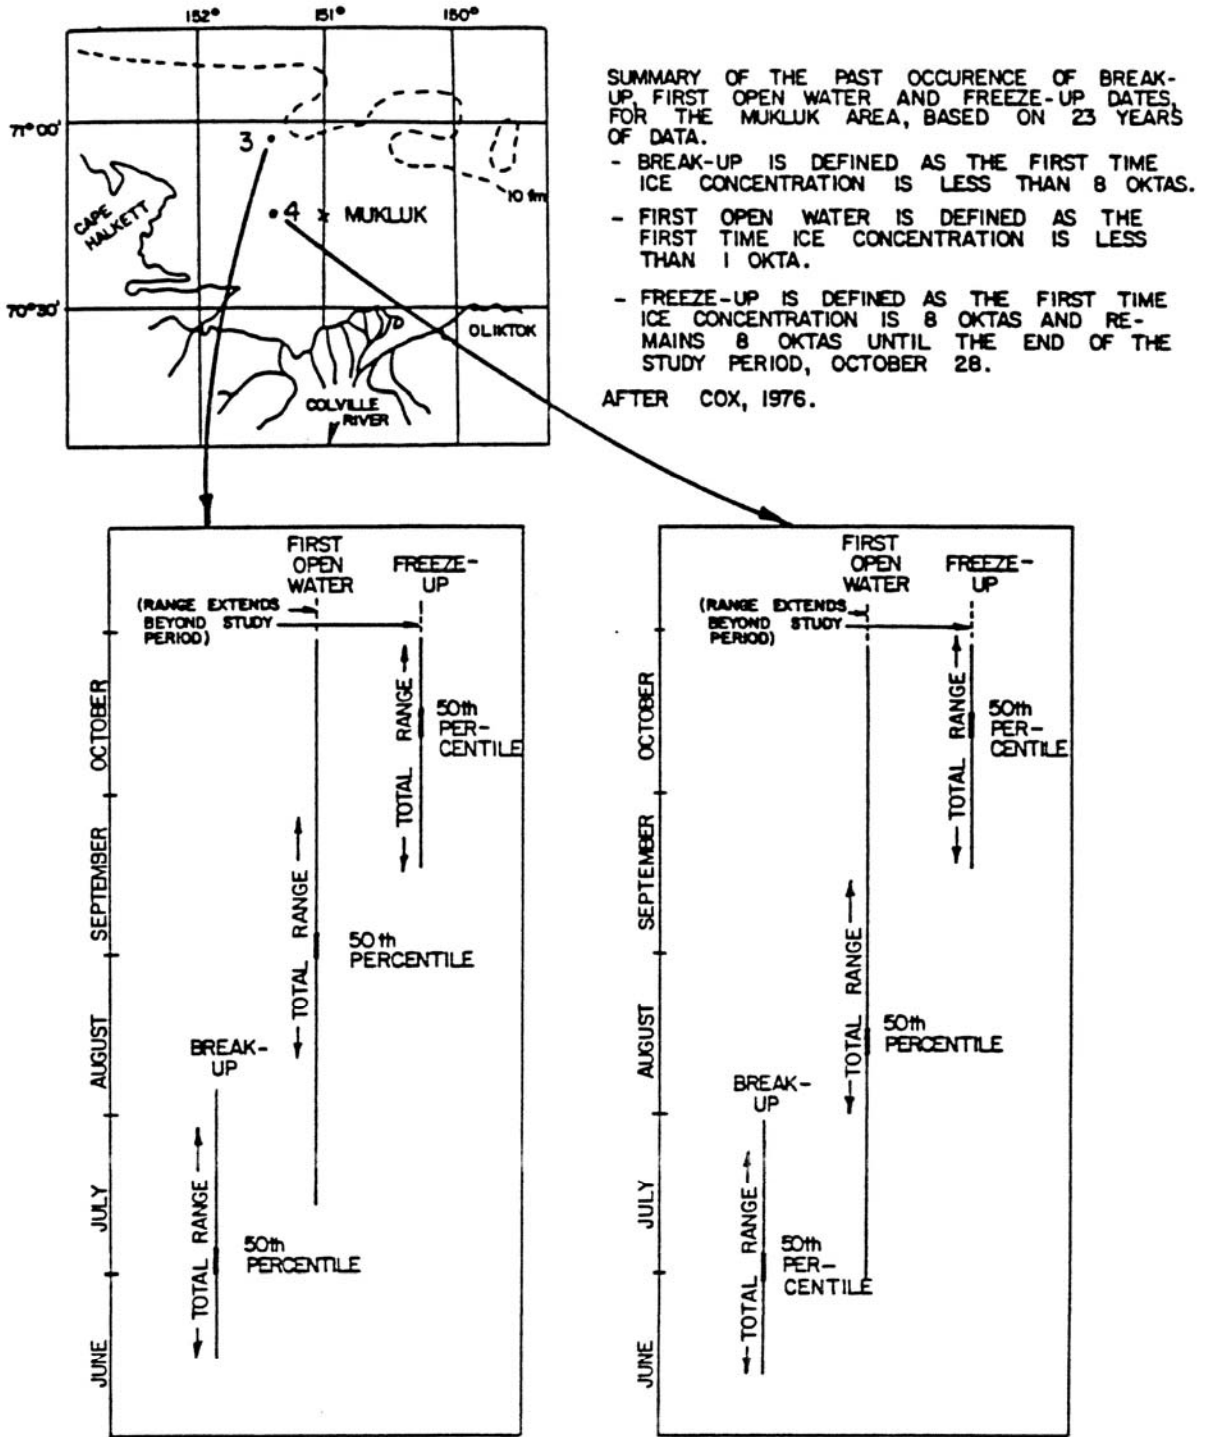 152° 151° 150°
71° 00'
3
10 fm
4 MUKLUK
CAPE
HALKETT
70° 30'
OLIKTOK
COLVILLE
RIVER
SUMMARY OF THE PAST OCCURENCE OF BREAK-
UP, FIRST OPEN WATER AND FREEZE-UP DATES,
FOR THE MUKLUK AREA, BASED ON 23 YEARS
OF DATA.
- BREAK-UP IS DEFINED AS THE FIRST TIME
ICE CONCENTRATION IS LESS THAN 8 OKTAS.
- FIRST OPEN WATER IS DEFINED AS THE
FIRST TIME ICE CONCENTRATION IS LESS
THAN 1 OKTA.
- FREEZE-UP IS DEFINED AS THE FIRST TIME
ICE CONCENTRATION IS 8 OKTAS AND RE-
MAINS 8 OKTAS UNTIL THE END OF THE
STUDY PERIOD, OCTOBER 28.
AFTER COX, 1976.
FIRST
OPEN
WATER
FREEZE-
UP
(RANGE EXTENDS
BEYOND STUDY
PERIOD)
OCTOBER
TOTAL RANGE
50th
PER-
CENTILE
SEPTEMBER
TOTAL RANGE
50th
PERCENTILE
AUGUST
BREAK-
UP
JULY
TOTAL RANGE
50th
PERCENTILE
JUNE
FIRST
OPEN
WATER
FREEZE-
UP
(RANGE EXTENDS
BEYOND STUDY
PERIOD)
OCTOBER
TOTAL RANGE
50th
PER-
CENTILE
SEPTEMBER
TOTAL RANGE
50th
PERCENTILE
AUGUST
BREAK-
UP
JULY
TOTAL RANGE
50th
PER-
CENTILE
JUNE